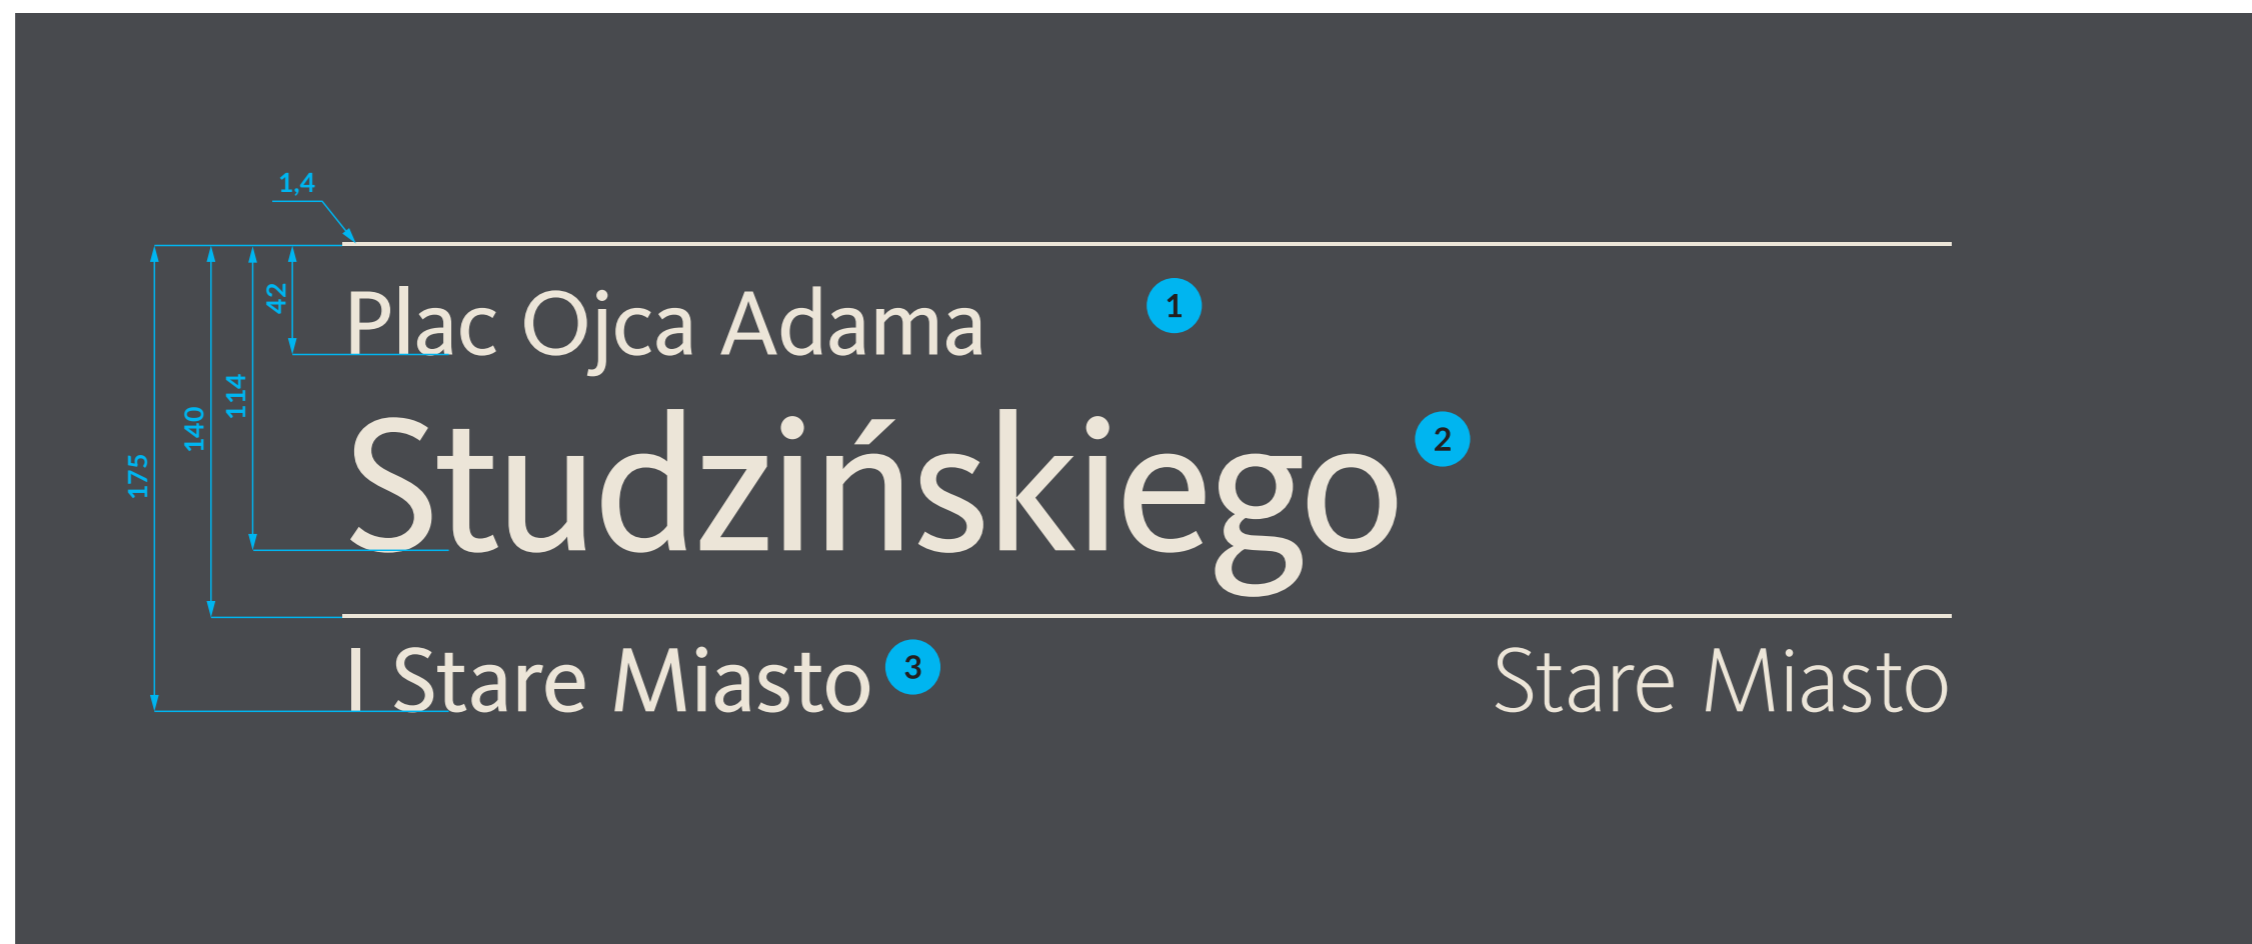 1,4
42
114
140
175
Plac Ojca Adama 1
Studzińskiego 2
I Stare Miasto 3 Stare Miasto